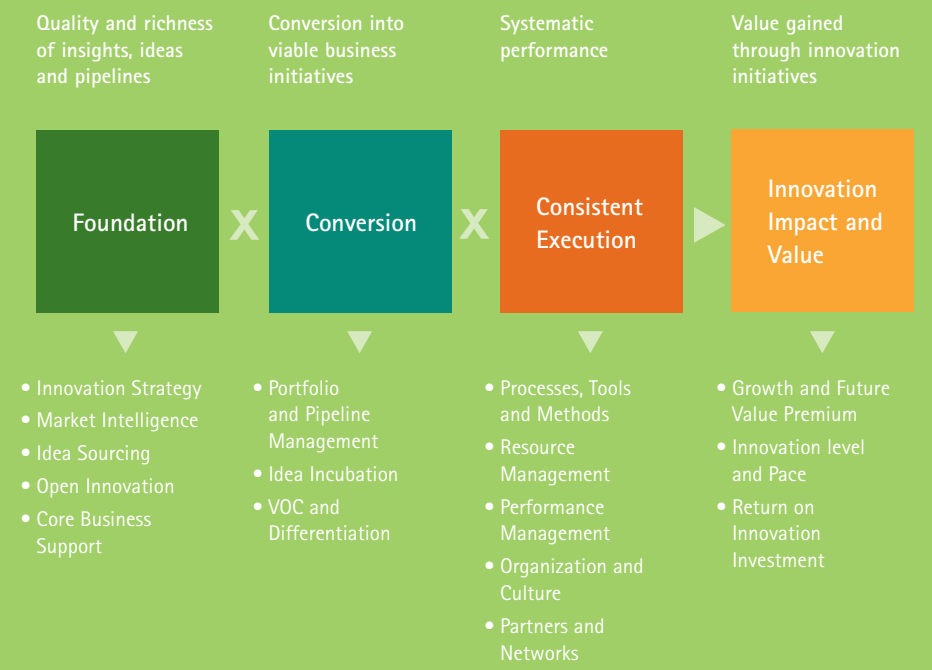 Quality and richness
of insights, ideas
and pipelines
Conversion into
viable business
initiatives
Systematic
performance
Value gained
through innovation
initiatives
Foundation
X
Conversion
X
Consistent
Execution
Innovation
Impact and
Value
• Innovation Strategy
• Market Intelligence
• Idea Sourcing
• Open Innovation
• Core Business
Support
• Portfolio
and Pipeline
Management
• Idea Incubation
• VOC and
Differentiation
• Processes, Tools
and Methods
• Resource
Management
• Performance
Management
• Organization and
Culture
• Partners and
Networks
• Growth and Future
Value Premium
• Innovation level
and Pace
• Return on
Innovation
Investment